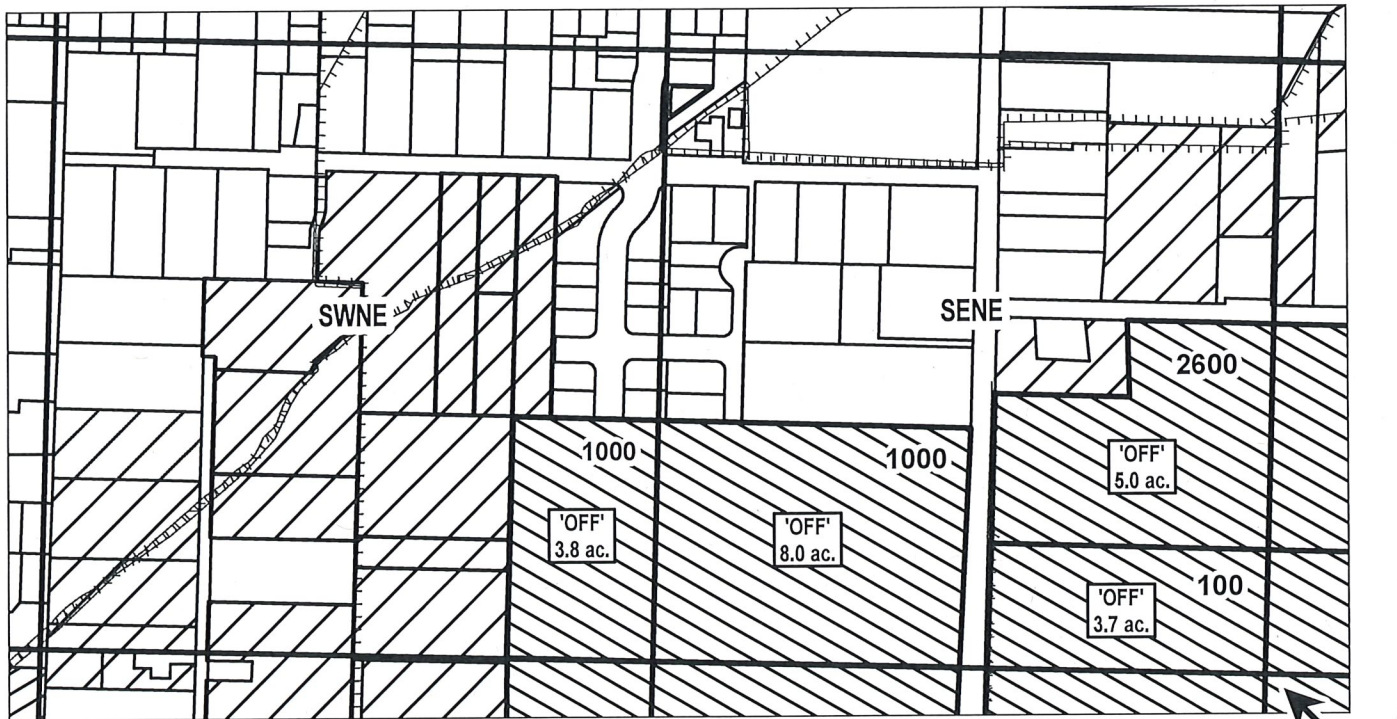 SWNE
SENE
2600
1000
1000
'OFF'
5.0 ac.
'OFF'
3.8 ac.
'OFF'
8.0 ac.
'OFF'
3.7 ac.
100